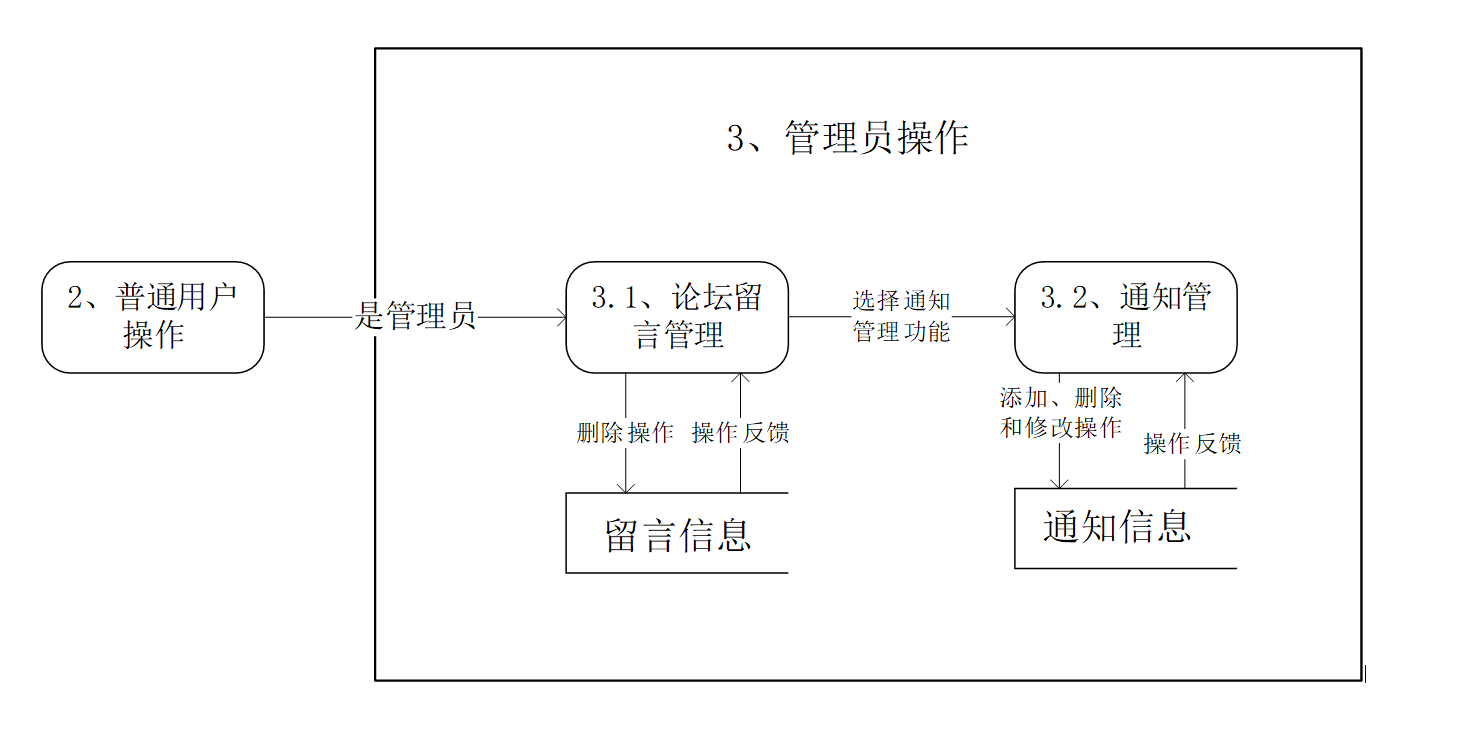 3、管理员操作
2、普通用户
操作
是管理员
3.1、论坛留
言管理
选择通知
管理功能
3.2、通知管
理
删除操作
操作反馈
添加、删除
和修改操作
操作反馈
留言信息
通知信息